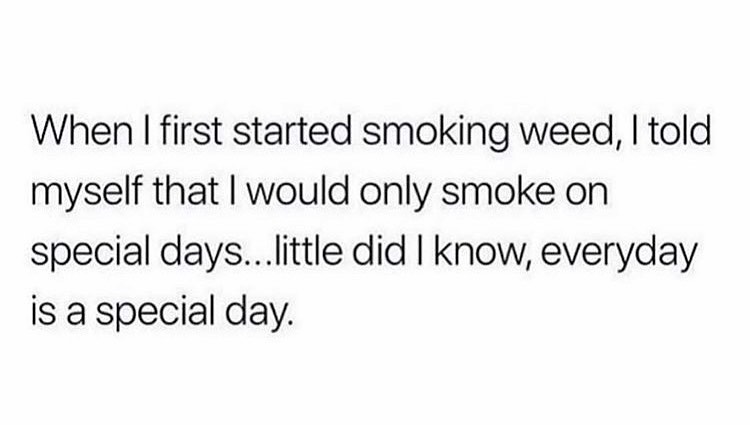 When I first started smoking weed, I told
myself that I would only smoke on
special days...little did I know, everyday
is a special day.